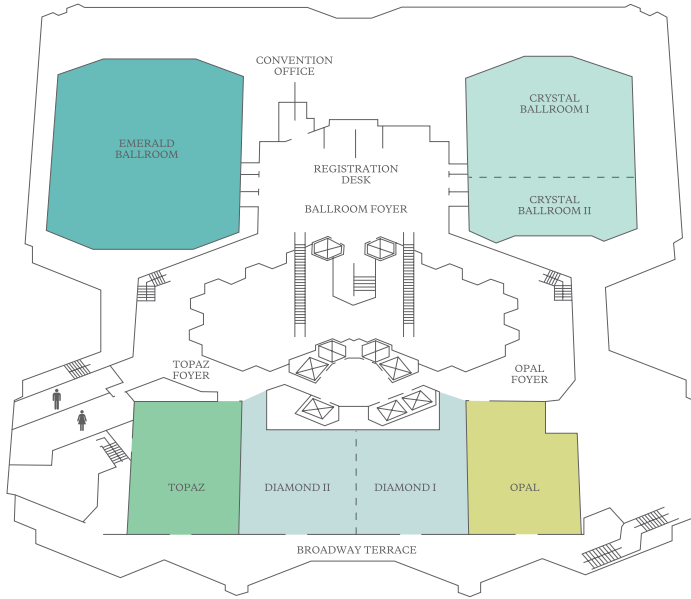 CONVENTION
OFFICE
CRYSTAL
BALLROOM I
EMERALD
BALLROOM
REGISTRATION
DESK
CRYSTAL
BALLROOM II
BALLROOM FOYER
TOPAZ
FOYER
OPAL
FOYER
TOPAZ
DIAMOND II
DIAMOND I
OPAL
BROADWAY TERRACE